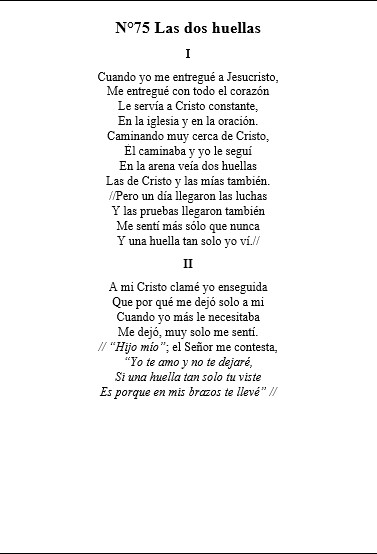 N°75 Las dos huellas
I
Cuando yo me entregué a Jesucristo,
Me entregué con todo el corazón
Le servía a Cristo constante,
En la iglesia y en la oración.
Caminando muy cerca de Cristo,
Él caminaba y yo le seguí
En la arena veía dos huellas
Las de Cristo y las mías también.
//Pero un día llegaron las luchas
Y las pruebas llegaron también
Me sentí más sólo que nunca
Y una huella tan solo yo ví.//
II
A mi Cristo clamé yo enseguida
Que por qué me dejó solo a mi
Cuando yo más le necesitaba
Me dejó, muy solo me sentí.
// “Hijo mío”; el Señor me contesta,
“Yo te amo y no te dejaré,
Si una huella tan solo tu viste
Es porque en mis brazos te llevé” //